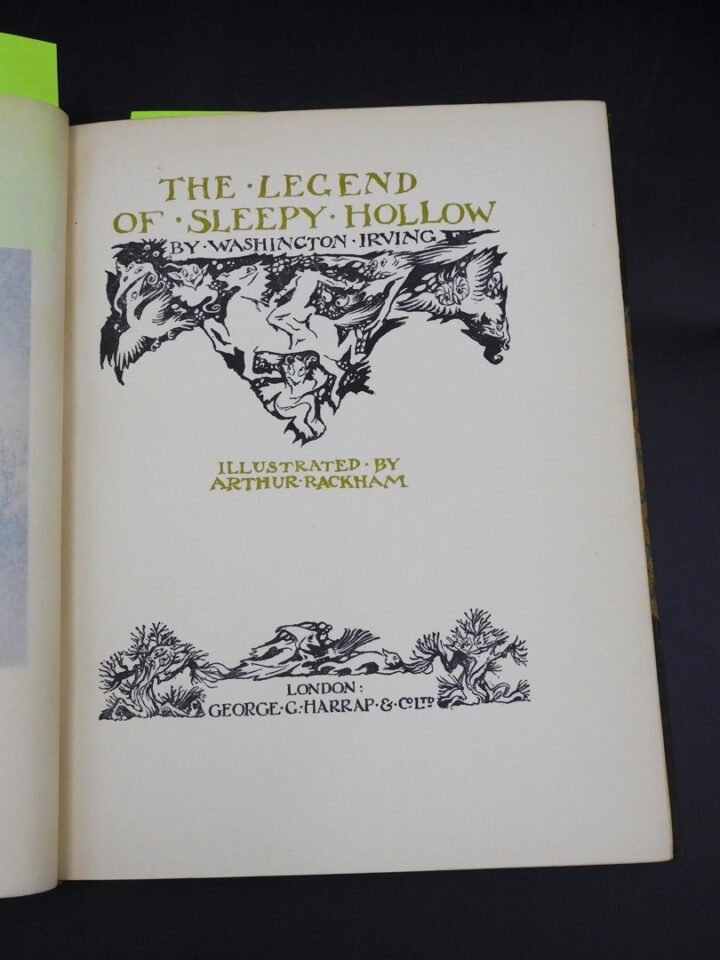 THE · LEGEND
OF · SLEEPY · HOLLOW
BY · WASHINGTON · IRVING
ILLUSTRATED · BY
ARTHUR · RACKHAM
LONDON:
GEORGE · G · HARRAP · & · Co LTD